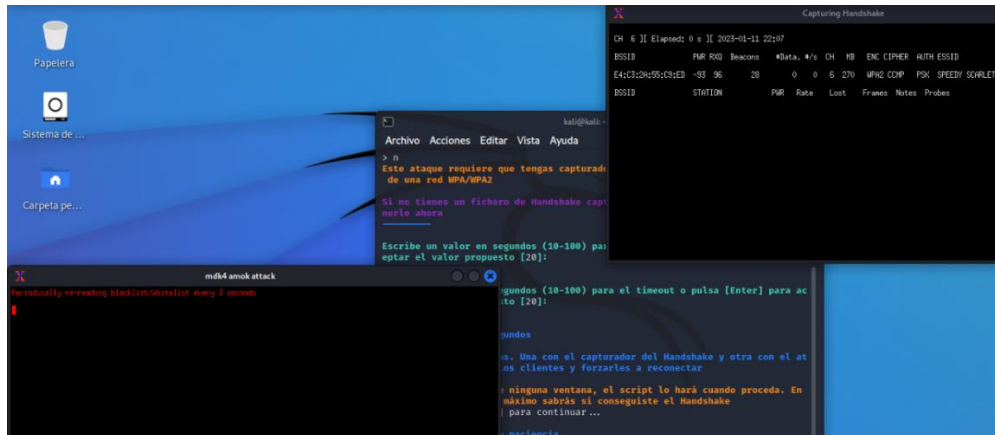 Papelera
Sistema de ...
Carpeta pe...
Capturing Handshake
CH 6 ][ Elapsed: 0 s ][ 2023-01-11 22:07
BSSID PWR RXQ Beacons #Data, #/s CH MB ENC CIPHER AUTH ESSID
E4:C3:2A:55:C9:ED -93 96 28 0 0 6 270 WPA2 CCMP PSK SPEEDY SCARLET
BSSID STATION PWR Rate Lost Frames Notes Probes
kali@kali: ~
Archivo Acciones Editar Vista Ayuda
> n
Este ataque requiere que tengas capturado
de una red WPA/WPA2
Si no tienes un fichero de Handshake cap
nerlo ahora
Escribe un valor en segundos (10-100) par
eptar el valor propuesto [20]:
gundos (10-100) para el timeout o pulsa [Enter] para ac
to [20]:
gundos
s. Una con el capturador del Handshake y otra con el at
os clientes y forzarles a reconectar
ninguna ventana, el script lo hará cuando proceda. En
máximo sabrás si conseguiste el Handshake
para continuar...
paciencia
mdk4 amok attack
Periodically re-reading blacklist/whitelist every 3 seconds